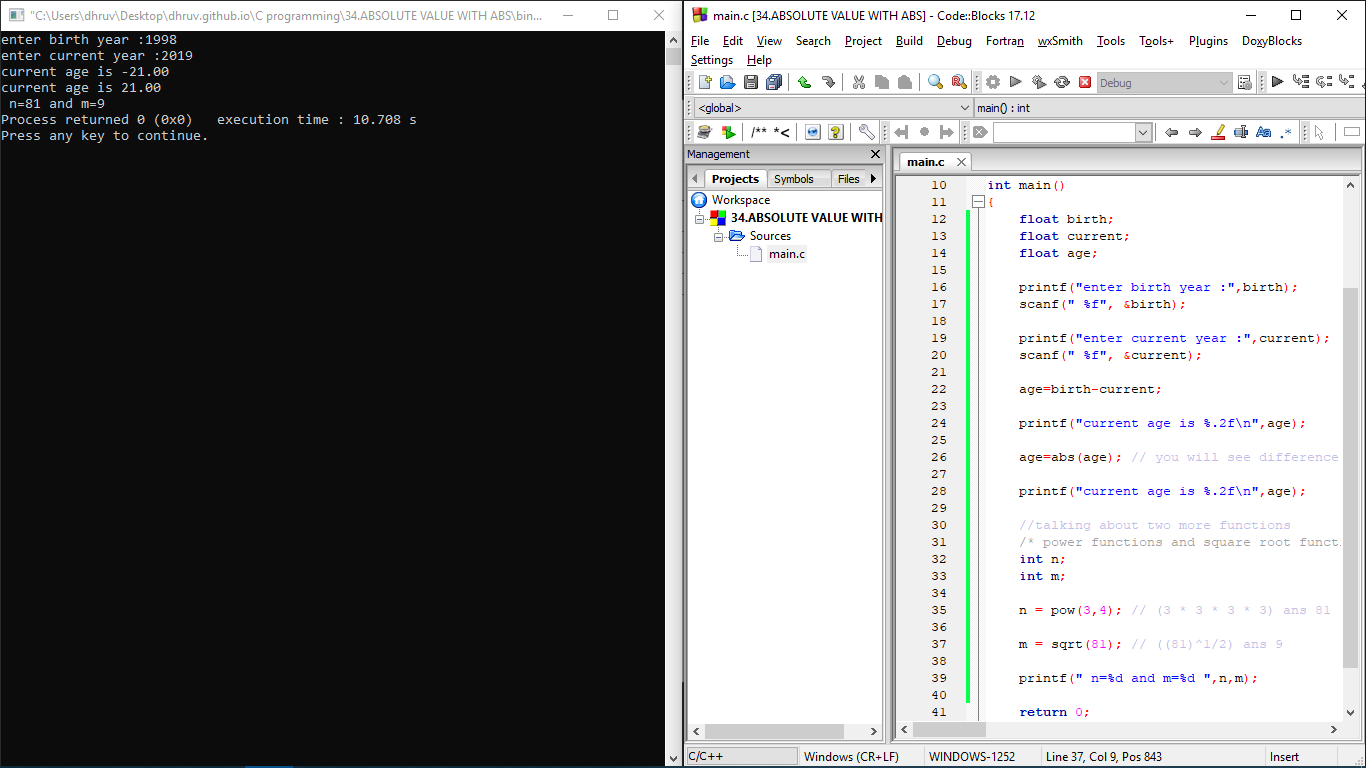 "C:\Users\dhruv\Desktop\dhruv.github.io\C programming\34.ABSOLUTE VALUE WITH ABS\bin...
enter birth year :1998
enter current year :2019
current age is -21.00
current age is 21.00
 n=81 and m=9
Process returned 0 (0x0)   execution time : 10.708 s
Press any key to continue.
main.c [34.ABSOLUTE VALUE WITH ABS] - Code::Blocks 17.12
File Edit View Search Project Build Debug Fortran wxSmith Tools Tools+ Plugins DoxyBlocks
Settings Help
Debug
<global> main() : int
/** *<
Aa .*
Management
Projects Symbols Files
Workspace
34.ABSOLUTE VALUE WITH
Sources
main.c
main.c
10 int main()
11 {
12 float birth;
13 float current;
14 float age;
15
16 printf("enter birth year :",birth);
17 scanf(" %f", &birth);
18
19 printf("enter current year :",current);
20 scanf(" %f", &current);
21
22 age=birth-current;
23
24 printf("current age is %.2f\n",age);
25
26 age=abs(age); // you will see difference
27
28 printf("current age is %.2f\n",age);
29
30 //talking about two more functions
31 /* power functions and square root funct
32 int n;
33 int m;
34
35 n = pow(3,4); // (3 * 3 * 3 * 3) ans 81
36
37 m = sqrt(81); // ((81)^1/2) ans 9
38
39 printf(" n=%d and m=%d ",n,m);
40
41 return 0;
C/C++ Windows (CR+LF) WINDOWS-1252 Line 37, Col 9, Pos 843 Insert